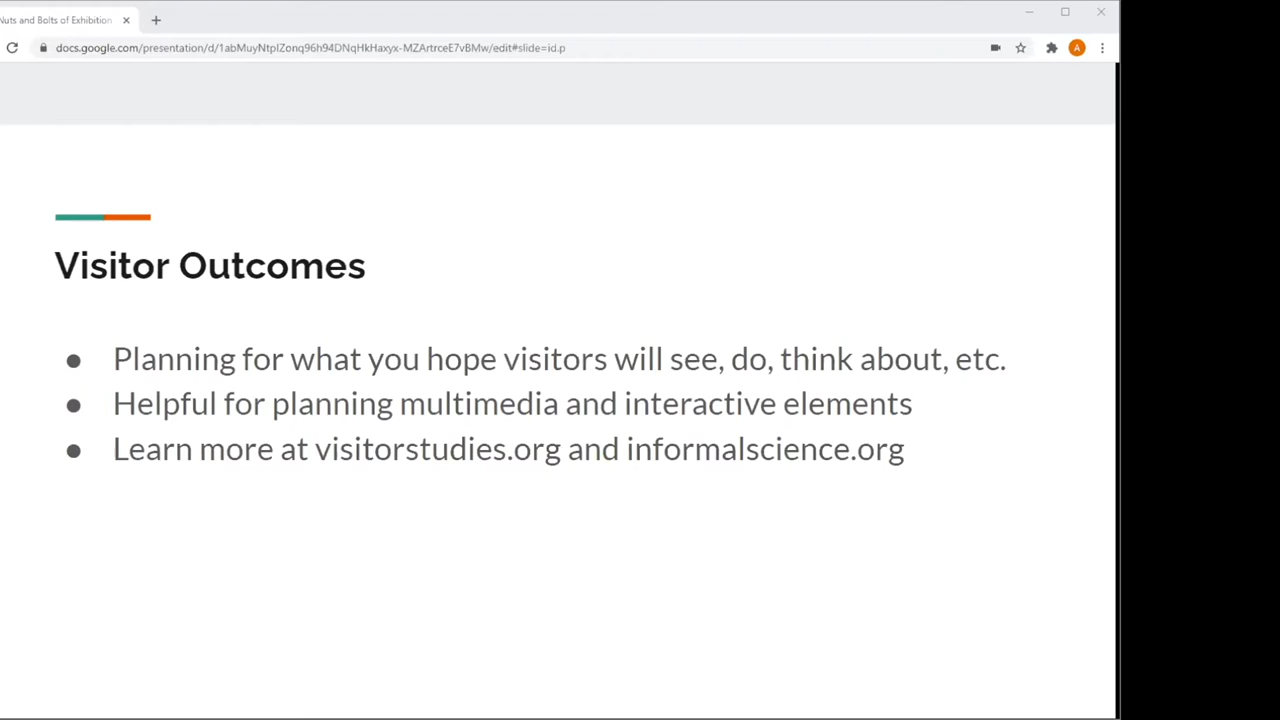 Nuts and Bolts of Exhibition
docs.google.com/presentation/d/1abMuyNtpIZonq96h94DNqHkHaxyx-MZArtrceE7vBMw/edit#slide=id.p
A
Visitor Outcomes
● Planning for what you hope visitors will see, do, think about, etc.
● Helpful for planning multimedia and interactive elements
● Learn more at visitorstudies.org and informalscience.org